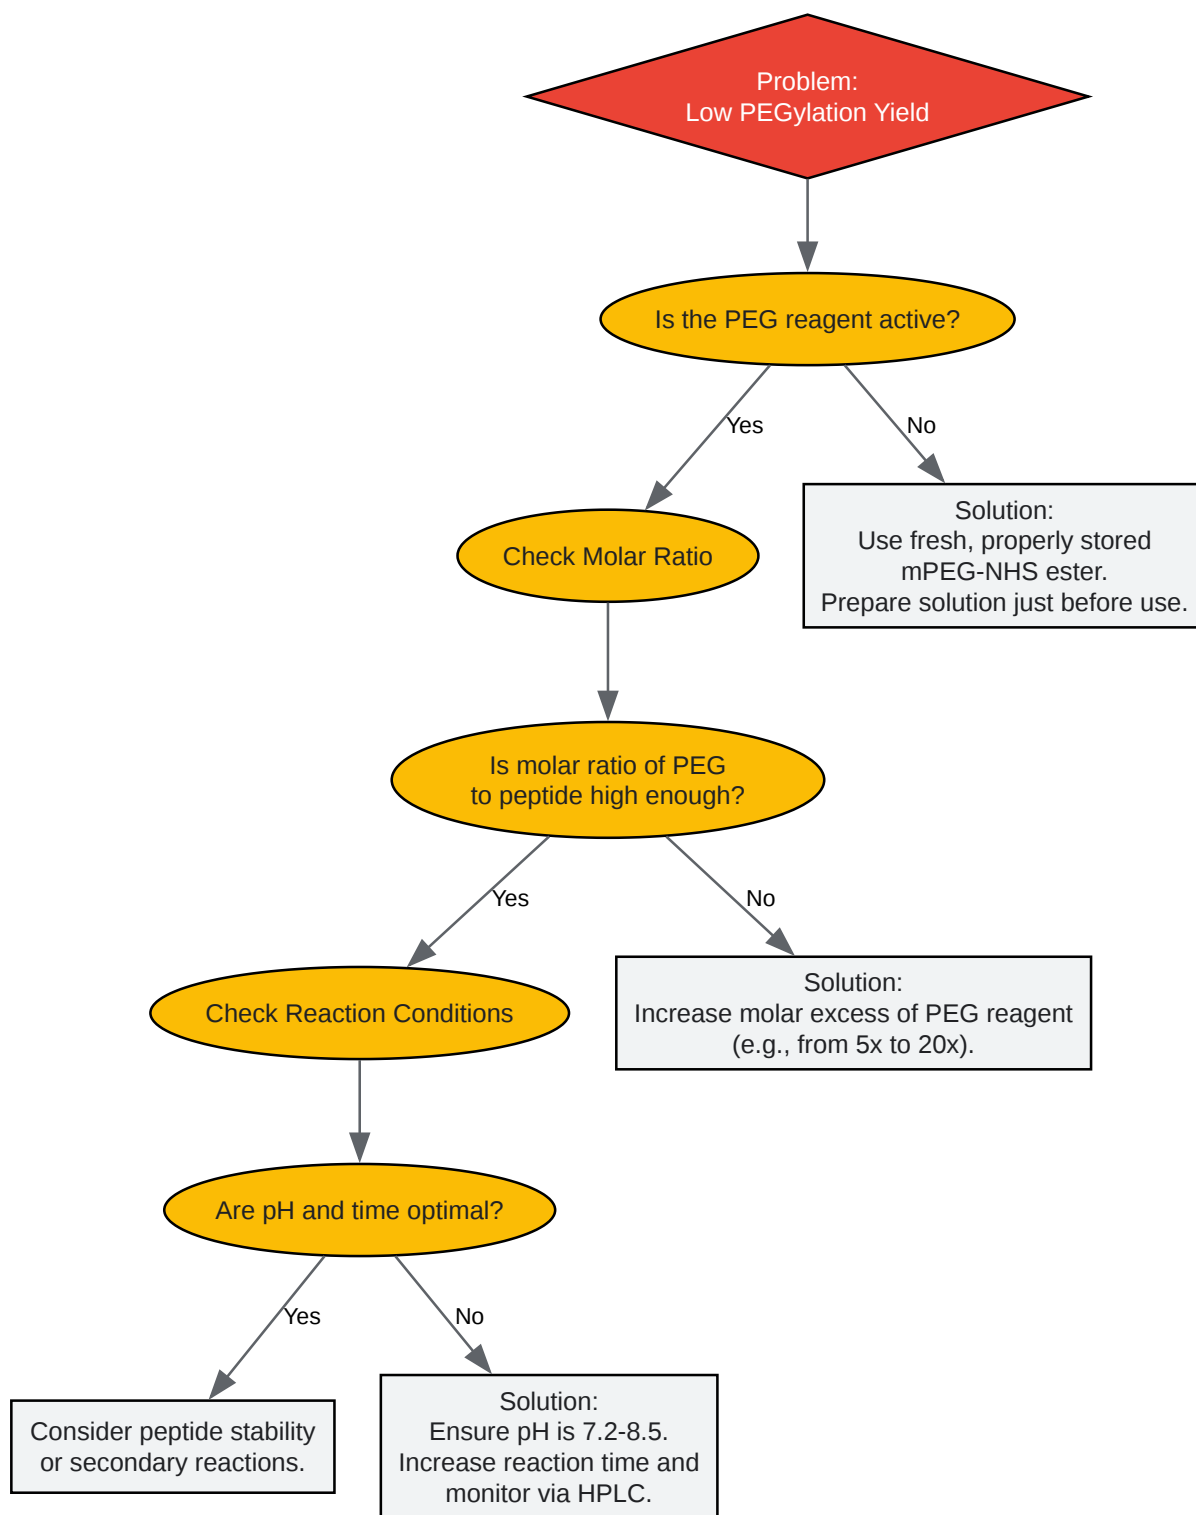 Problem:
Low PEGylation Yield
Is the PEG reagent active?
Yes
No
Solution:
Use fresh, properly stored
mPEG-NHS ester.
Prepare solution just before use.
Check Molar Ratio
Is molar ratio of PEG
to peptide high enough?
Yes
No
Solution:
Increase molar excess of PEG reagent
(e.g., from 5x to 20x).
Check Reaction Conditions
Are pH and time optimal?
Yes
No
Consider peptide stability
or secondary reactions.
Solution:
Ensure pH is 7.2-8.5.
Increase reaction time and
monitor via HPLC.